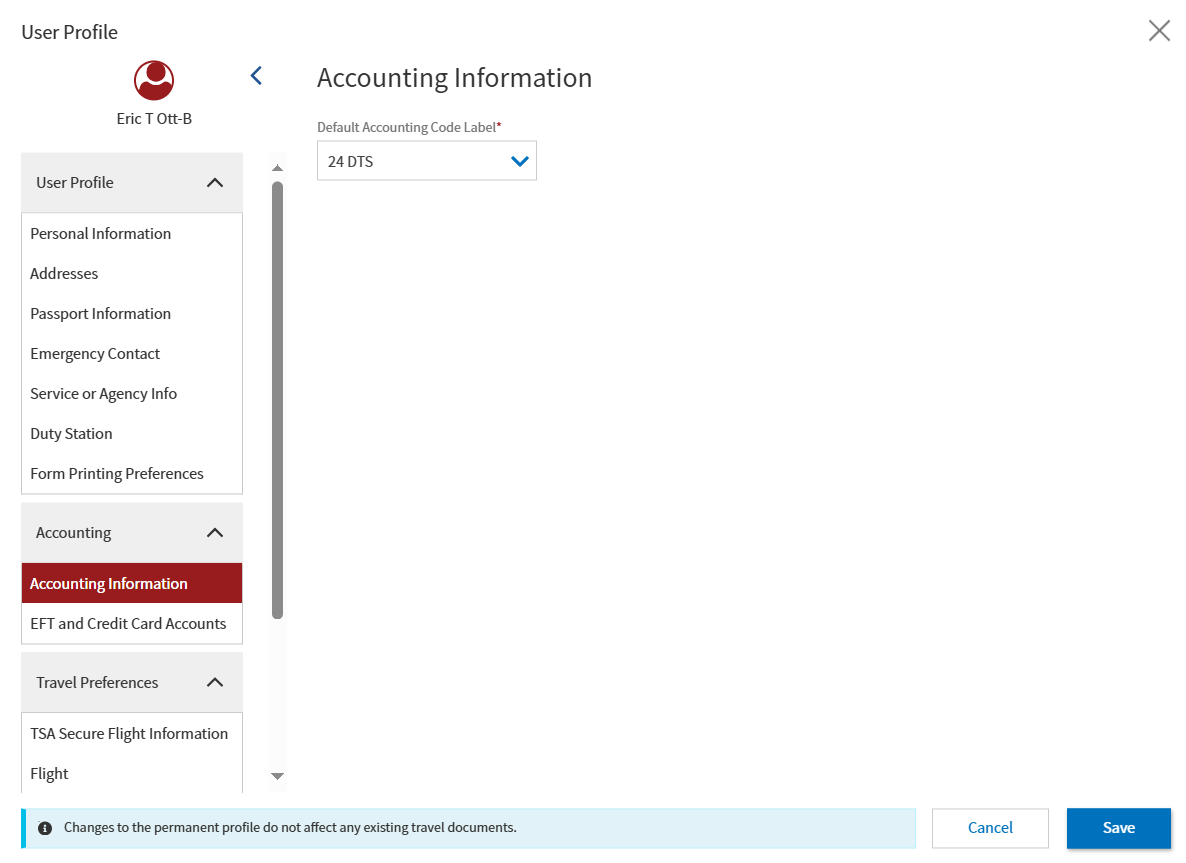 User Profile
Eric T Ott-B
User Profile
Personal Information
Addresses
Passport Information
Emergency Contact
Service or Agency Info
Duty Station
Form Printing Preferences
Accounting
Accounting Information
EFT and Credit Card Accounts
Travel Preferences
TSA Secure Flight Information
Flight
Accounting Information
Default Accounting Code Label*
24 DTS
Changes to the permanent profile do not affect any existing travel documents.
Cancel
Save